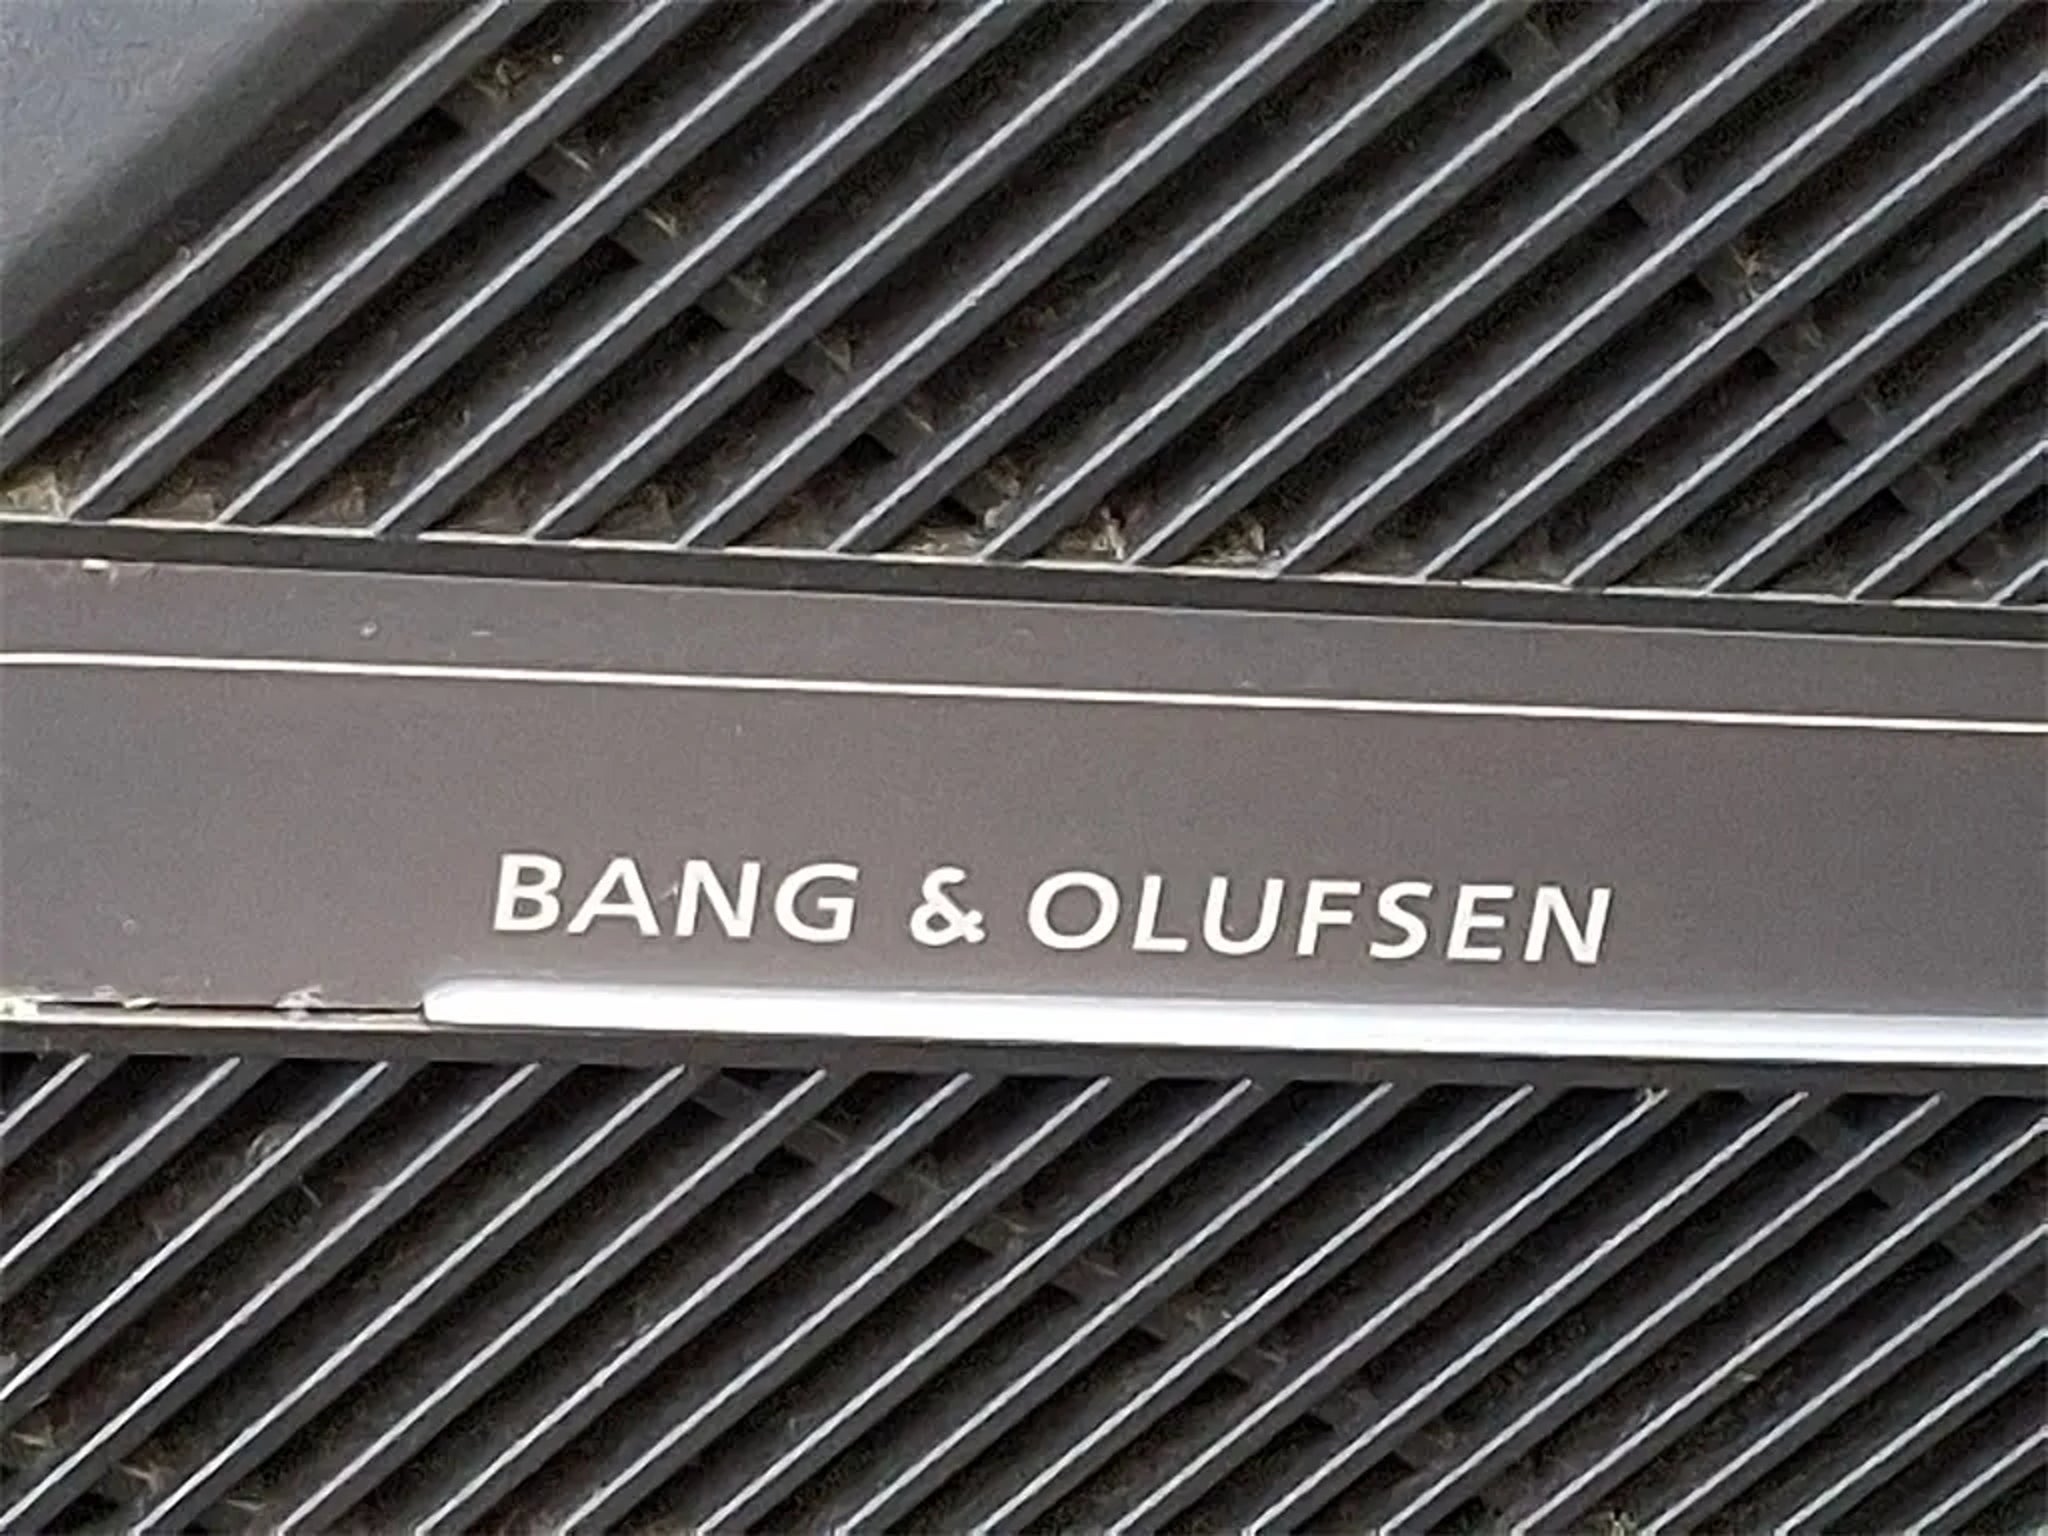 BANG & OLUFSEN